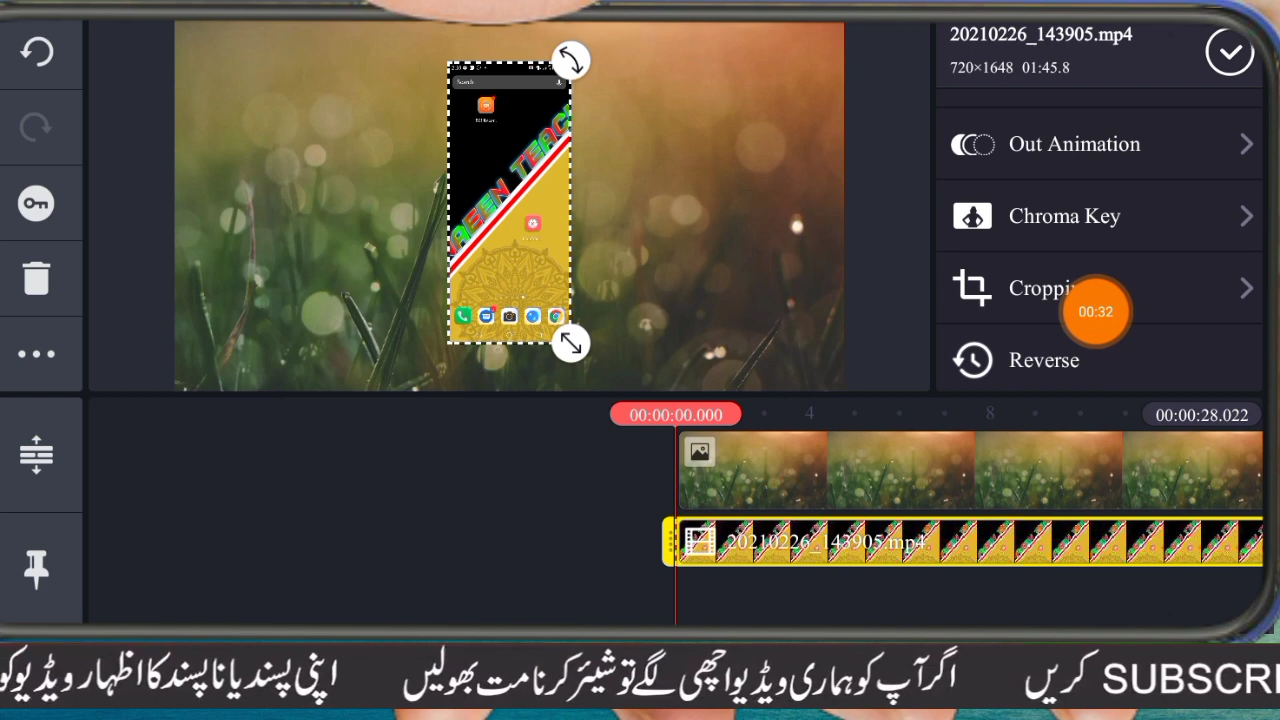 20210226_143905.mp4
720×1648 01:45.8
Search
Out Animation
Chroma Key
Croppi
00:32
Reverse
00:00:00.000
4
8
00:00:28.022
20210226_143905.mp4
SUBSCRI کریں اگر آپ کو ہماری ویڈیو اچھی لگے تو شیئر کرنا مت بھولیں اپنی پسند یا ناپسند کا اظہار ویڈیو کو